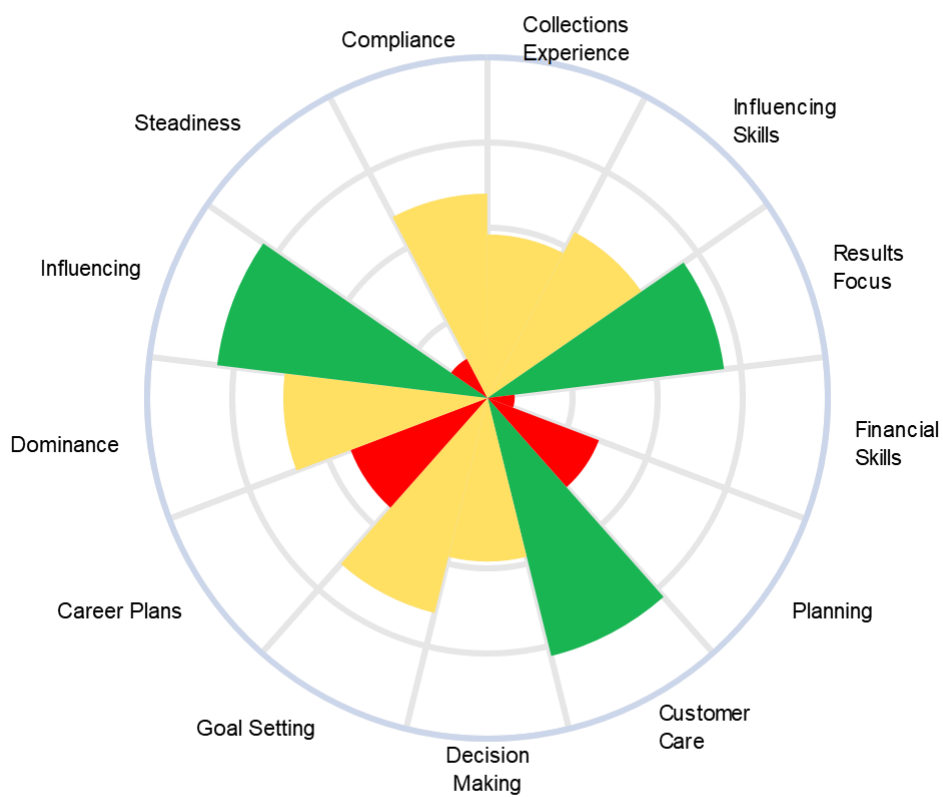 Collections
Experience
Influencing
Skills
Results
Focus
Financial
Skills
Planning
Customer
Care
Decision
Making
Goal Setting
Career Plans
Dominance
Influencing
Steadiness
Compliance